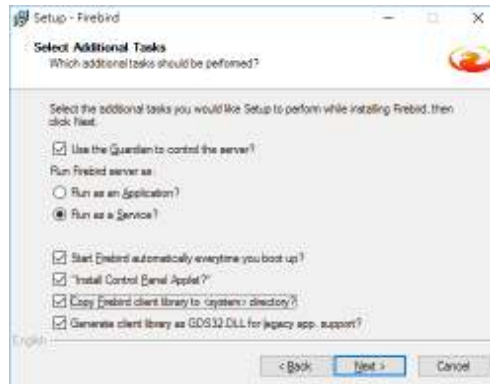 Setup - Firebird
Select Additional Tasks
Which additional tasks should be performed?
Select the additional tasks you would like Setup to perform while installing Firebird, then
click Next.
Use the Guardian to control the server?
Run Firebird server as:
Run as an Application?
Run as a Service?
Start Firebird automatically everytime you boot up?
"Install Control Panel Applet?"
Copy Firebird client library to <system> directory?
Generate client library as GDS32.DLL for legacy app. support?
English
< Back
Next >
Cancel